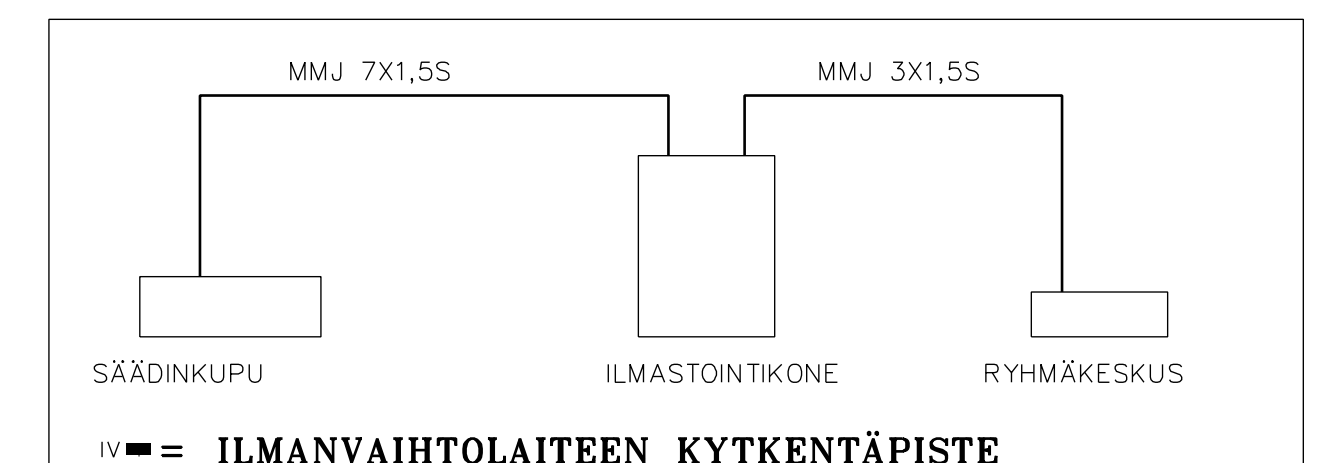 MMJ 7X1,5S MMJ 3X1,5S
SÄÄDINKUPU ILMASTOINTIKONE RYHMÄKESKUS
IV = ILMANVAIHTOLAITEEN KYTKENTÄPISTE